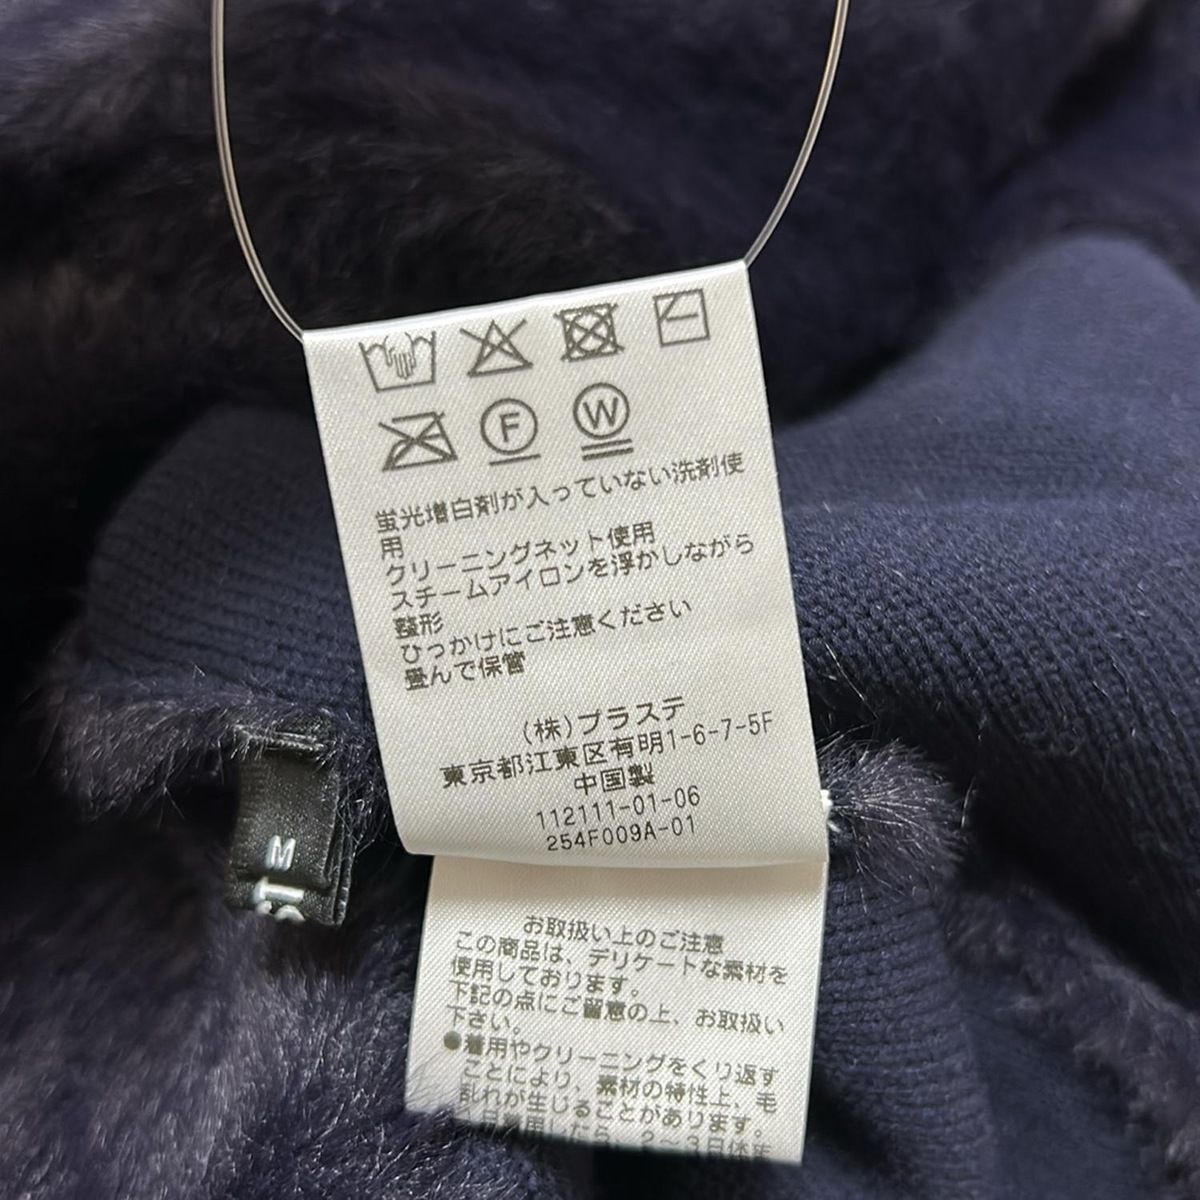 F
W
蛍光増白剤が入っていない洗剤使
用
クリーニングネット使用
スチームアイロンを浮かしながら
整形
ひっかけにご注意ください
畳んで保管
(株)プラステ
東京都江東区有明1-6-7-5F
中国製
112111-01-06
254F009A-01
M
お取扱い上のご注意
この商品は、デリケートな素材を
使用しております。
下記の点にご留意の上、お取扱い
下さい。
●着用やクリーニングをくり返す
ことにより、素材の特性上、毛
乱れが生じることがあります。